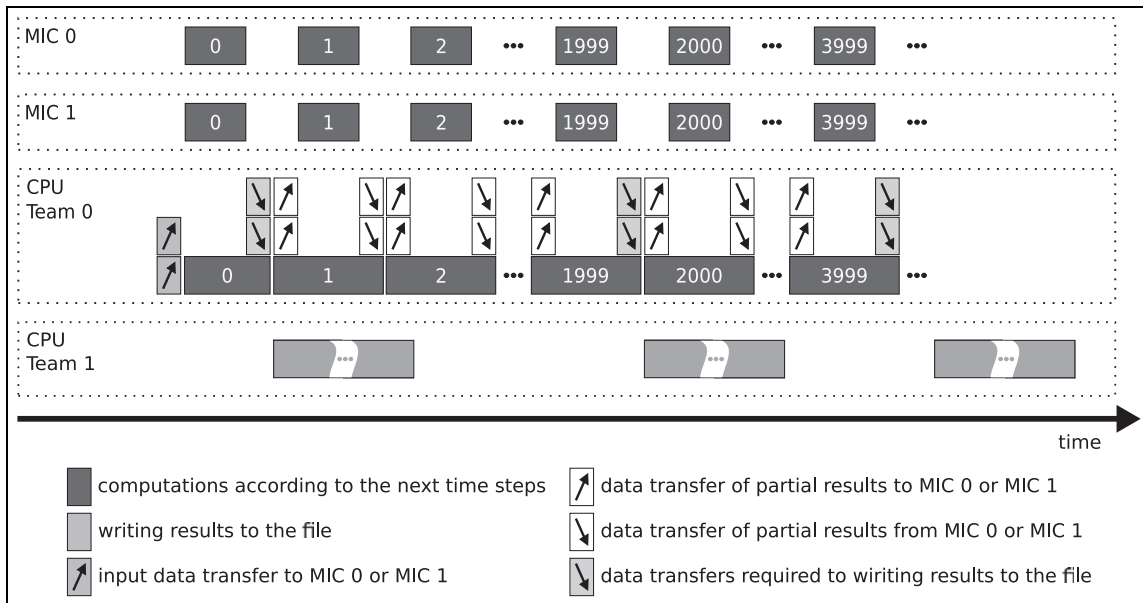 MIC 0
0 1 2 ... 1999 2000 ... 3999 ...
MIC 1
0 1 2 ... 1999 2000 ... 3999 ...
CPU
Team 0
0 1 2 ... 1999 2000 ... 3999 ...
CPU
Team 1
... ... ...
time
computations according to the next time steps
writing results to the file
input data transfer to MIC 0 or MIC 1
data transfer of partial results to MIC 0 or MIC 1
data transfer of partial results from MIC 0 or MIC 1
data transfers required to wiriting results to the file